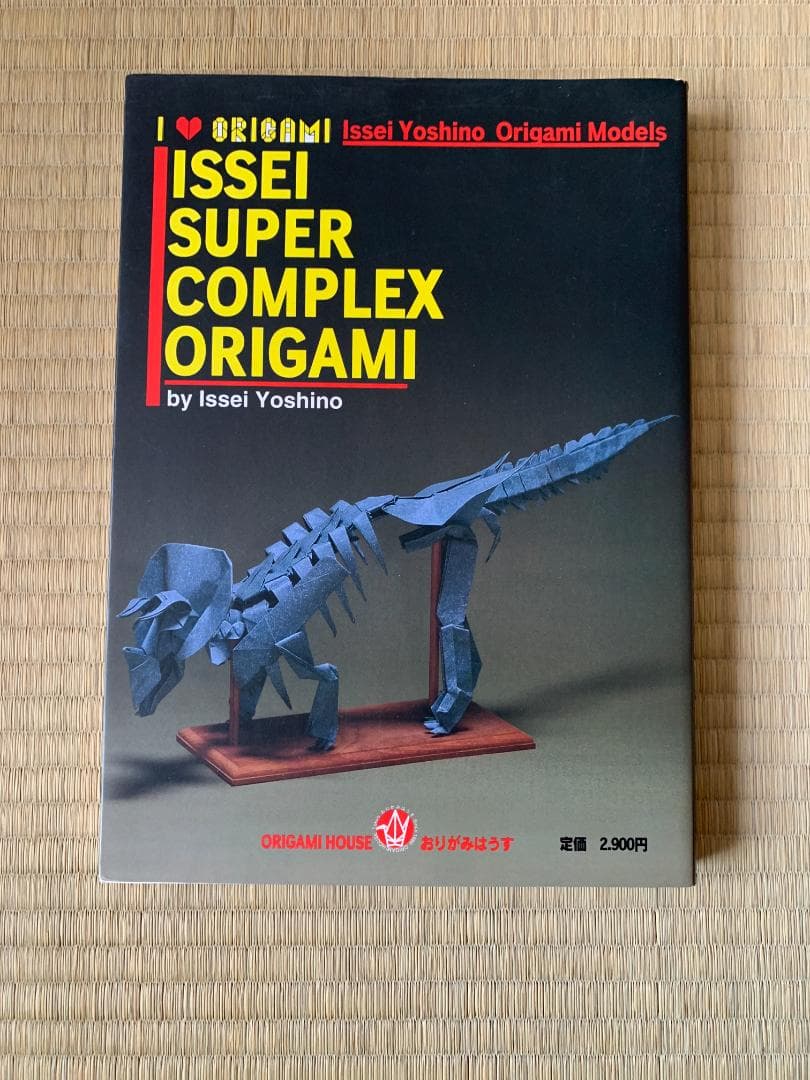 I ♥ ORIGAMI Issei Yoshino Origami Models
ISSEI
SUPER
COMPLEX
ORIGAMI
by Issei Yoshino
ORIGAMI HOUSE おりがみはうす
定価 2.900円